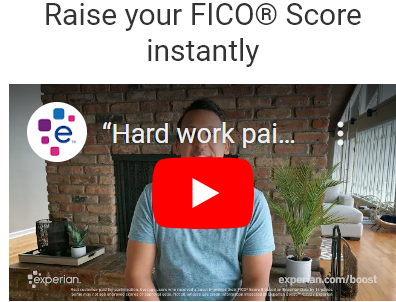 Raise your FICO® Score
instantly
“Hard work pai…
experian.
experian.com/boost